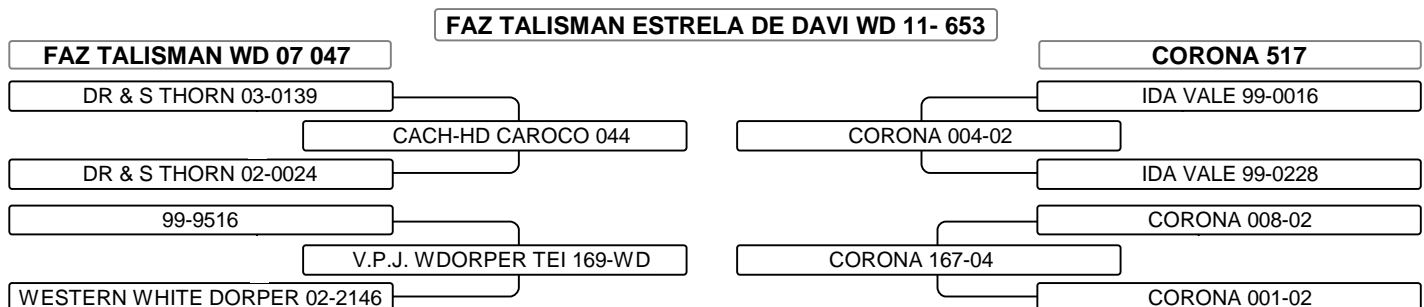 FAZ TALISMAN ESTRELA DE DAVI WD 11- 653
FAZ TALISMAN WD 07 047
CORONA 517
DR & S THORN 03-0139
IDA VALE 99-0016
CACH-HD CAROCO 044
CORONA 004-02
DR & S THORN 02-0024
IDA VALE 99-0228
99-9516
CORONA 008-02
V.P.J. WDORPER TEI 169-WD
CORONA 167-04
WESTERN WHITE DORPER 02-2146
CORONA 001-02